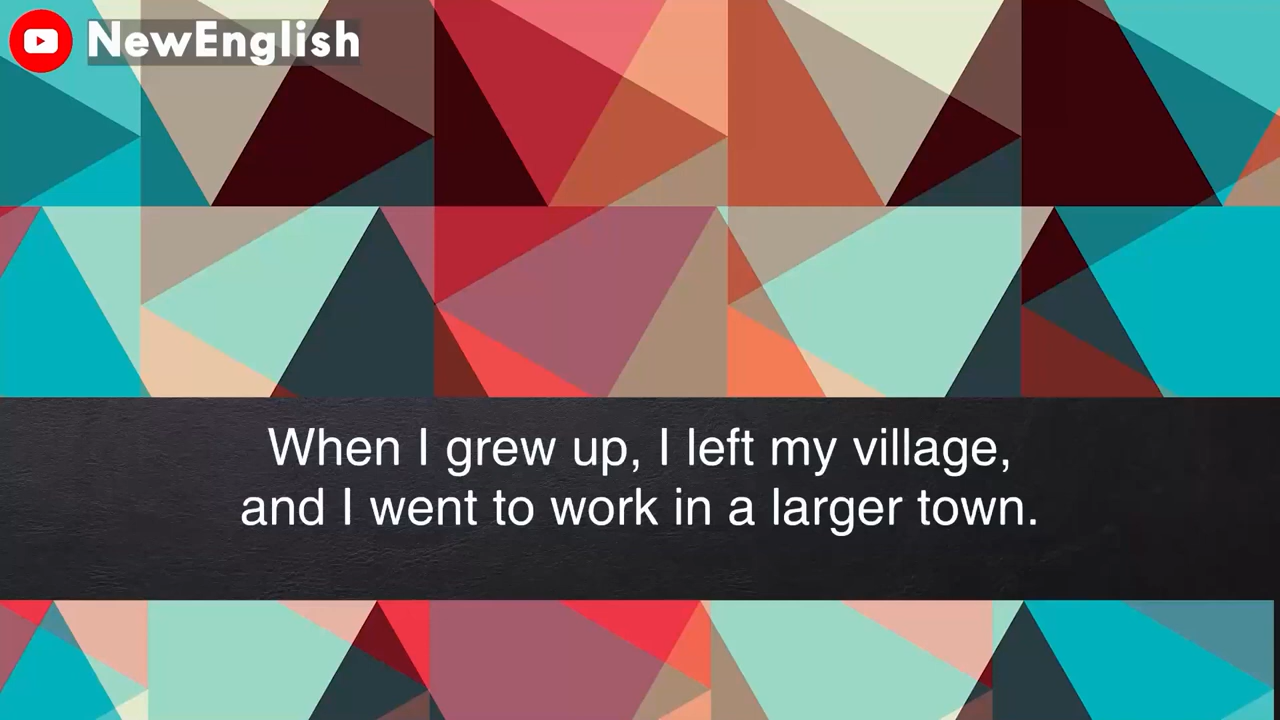 NewEnglish
When I grew up, I left my village,
and I went to work in a larger town.